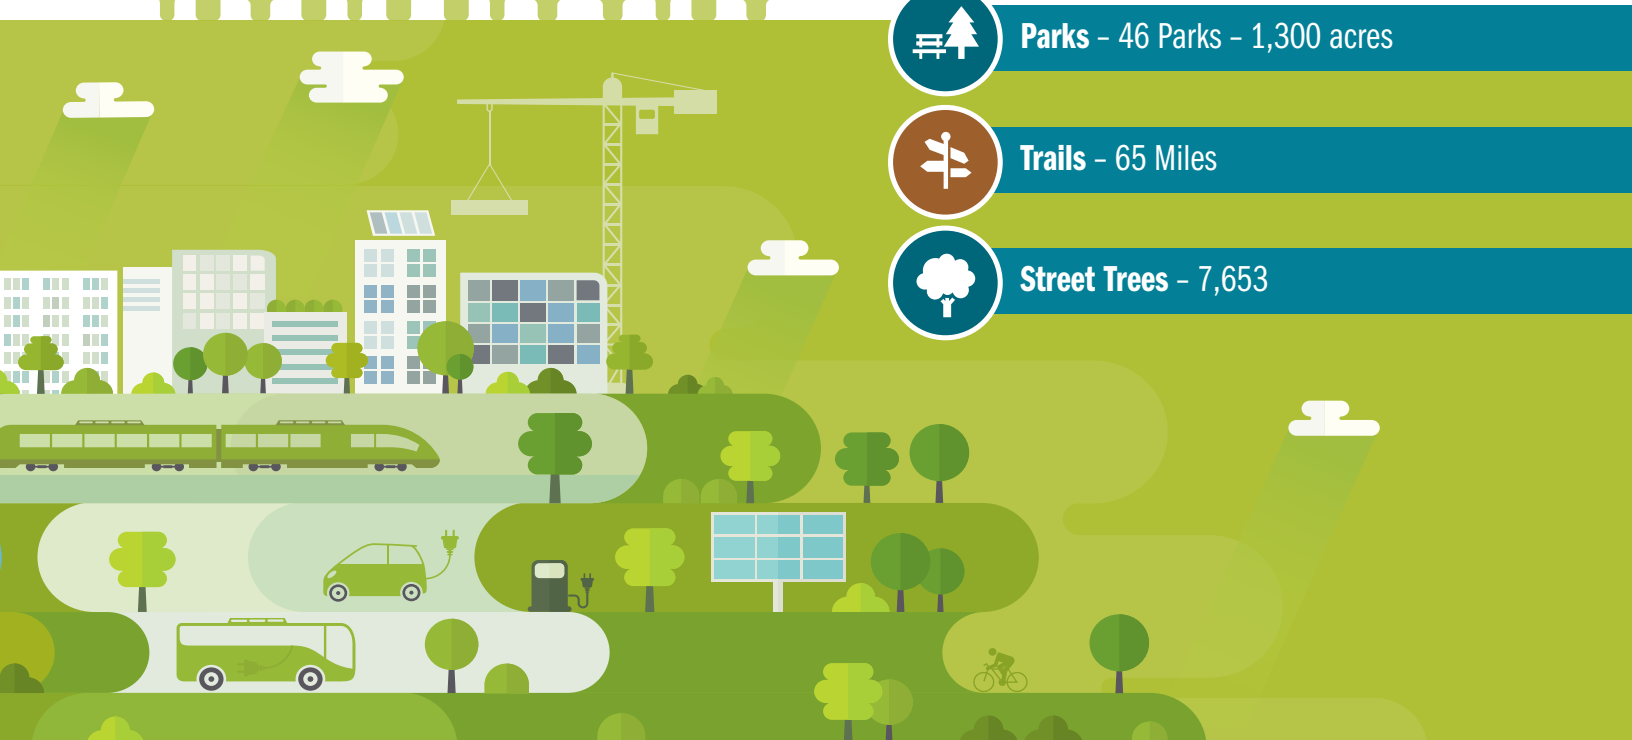 Parks – 46 Parks – 1,300 acres
Trails – 65 Miles
Street Trees – 7,653